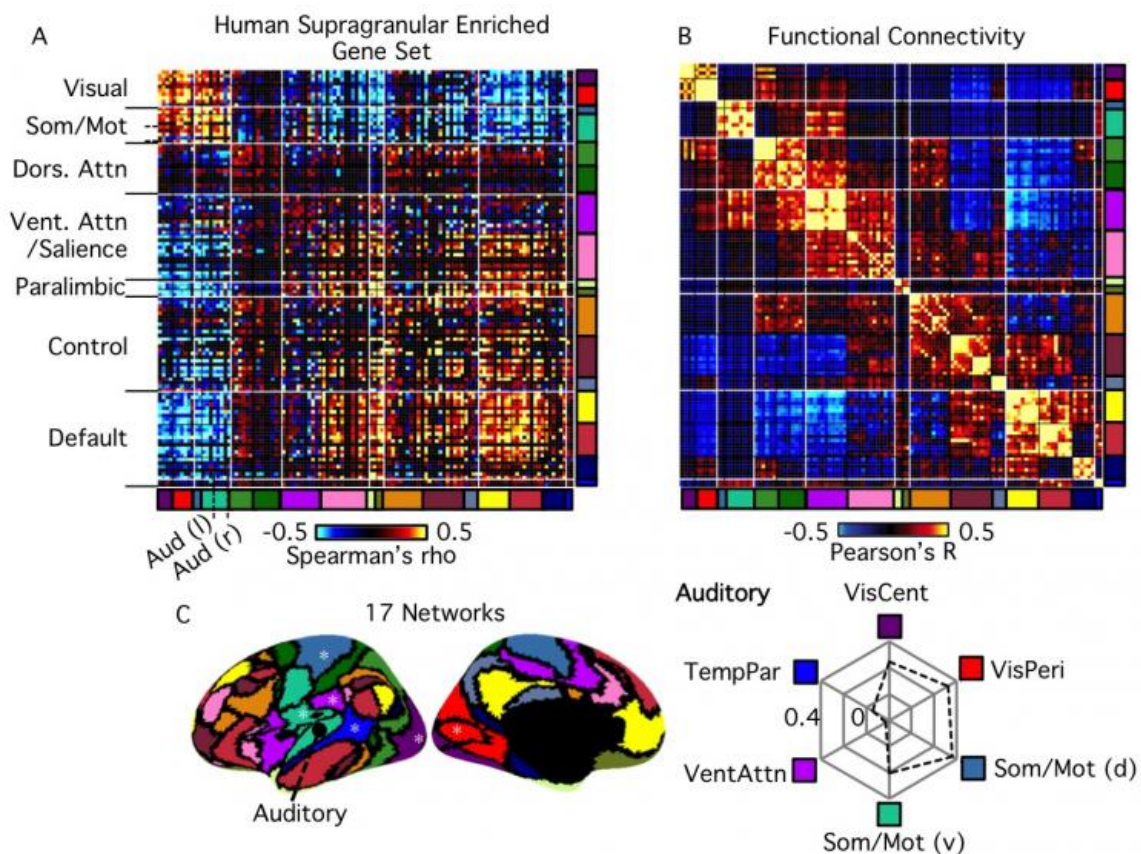 A
Human Supragranular Enriched
Gene Set
Visual
Som/Mot
Dors. Attn
Vent. Attn
/Salience
Paralimbic
Control
Default
Aud (l)
Aud (r)
-0.5 0.5
Spearman's rho
B
Functional Connectivity
-0.5 0.5
Pearson's R
C
17 Networks
Auditory
Auditory
VisCent
TempPar
VisPeri
0.4 0
VentAttn
Som/Mot (d)
Som/Mot (v)